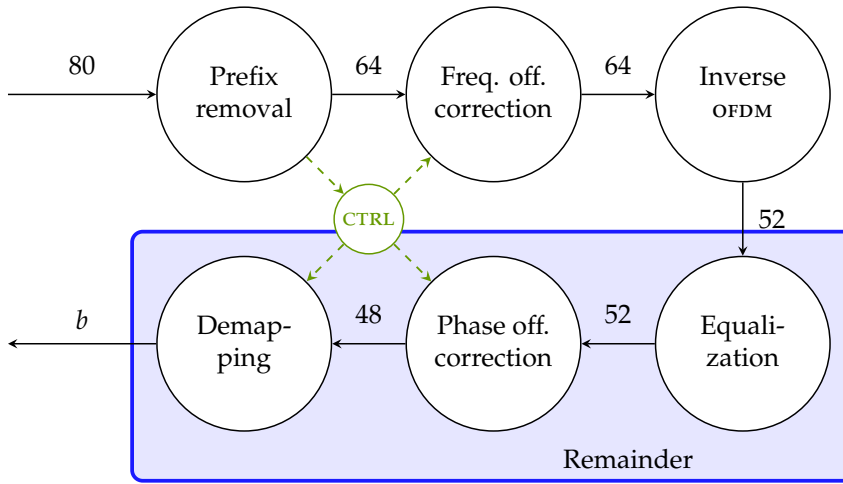 80
Prefix
removal
64
Freq. off.
correction
64
Inverse
OFDM
CTRL
52
b
Demap-
ping
48
Phase off.
correction
52
Equali-
zation
Remainder